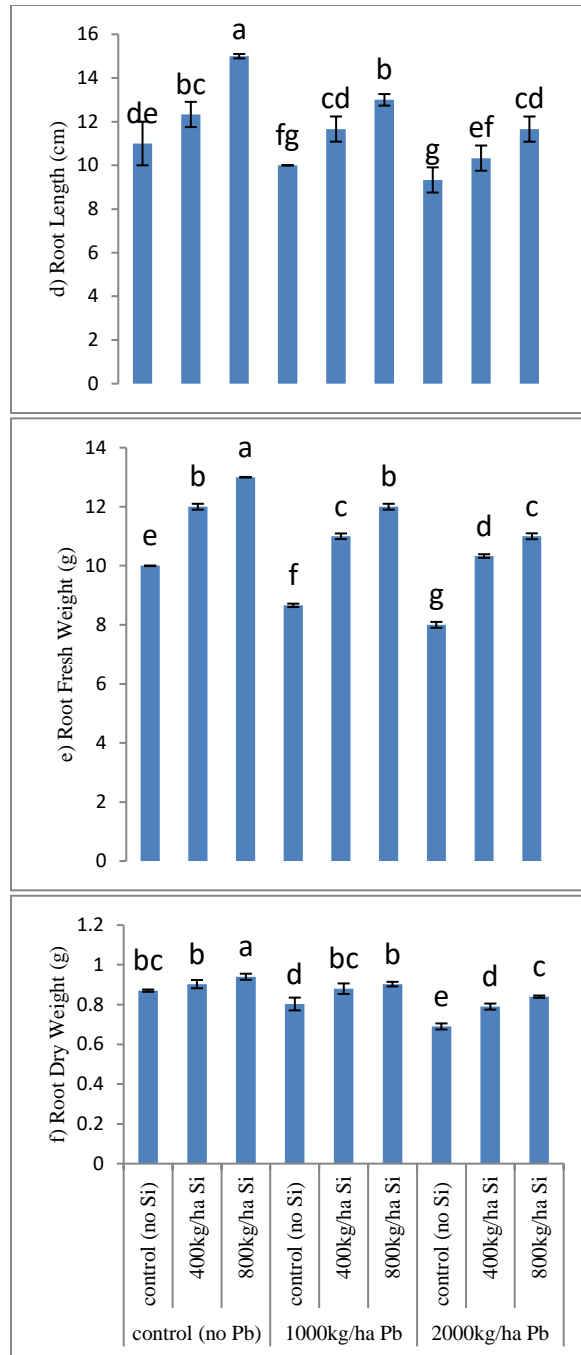 d) Root Length (cm)
16
14
12
10
8
6
4
2
0
de
bc
a
fg
cd
b
g
ef
cd
e) Root Fresh Weight (g)
14
12
10
8
6
4
2
0
e
b
a
f
c
b
g
d
c
f) Root Dry Weight (g)
1.2
1
0.8
0.6
0.4
0.2
0
bc
b
a
d
bc
b
e
d
c
control (no Si)
400kg/ha Si
800kg/ha Si
control (no Si)
400kg/ha Si
800kg/ha Si
control (no Si)
400kg/ha Si
800kg/ha Si
control (no Pb)
1000kg/ha Pb
2000kg/ha Pb